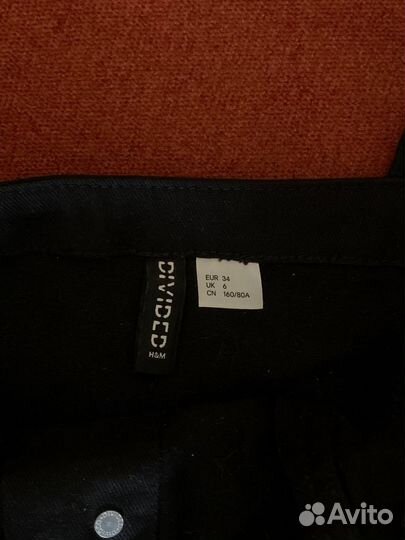 DIVIDED
H&M
EUR 34
UK 6
CN 160/80A
Avito